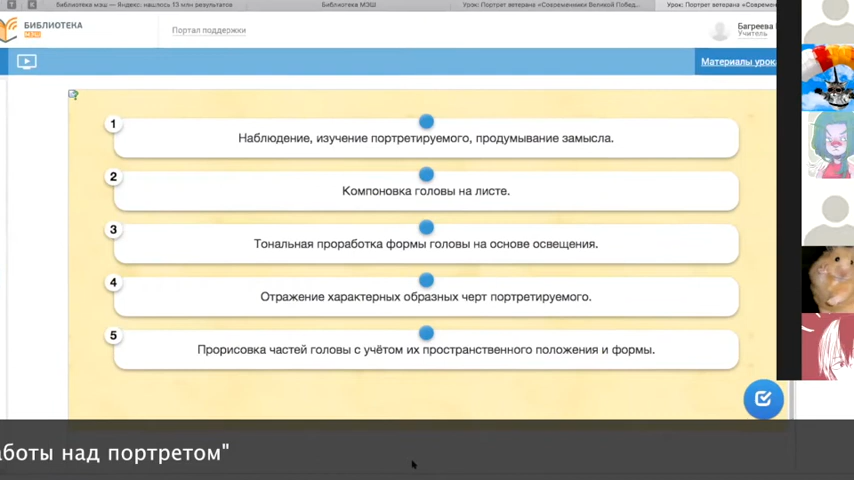 библиотека мэш — Яндекс: нашлось 13 млн результатов
Библиотека МЭШ
Урок: Портрет ветерана «Современники Великой Побед...
Урок: Портрет ветерана «Современ
БИБЛИОТЕКА
МЭШ
Портал поддержки
Багреева
Учитель
Материалы урока
1
Наблюдение, изучение портретируемого, продумывание замысла.
2
Компоновка головы на листе.
3
Тональная проработка формы головы на основе освещения.
4
Отражение характерных образных черт портретируемого.
5
Прорисовка частей головы с учётом их пространственного положения и формы.
аботы над портретом"